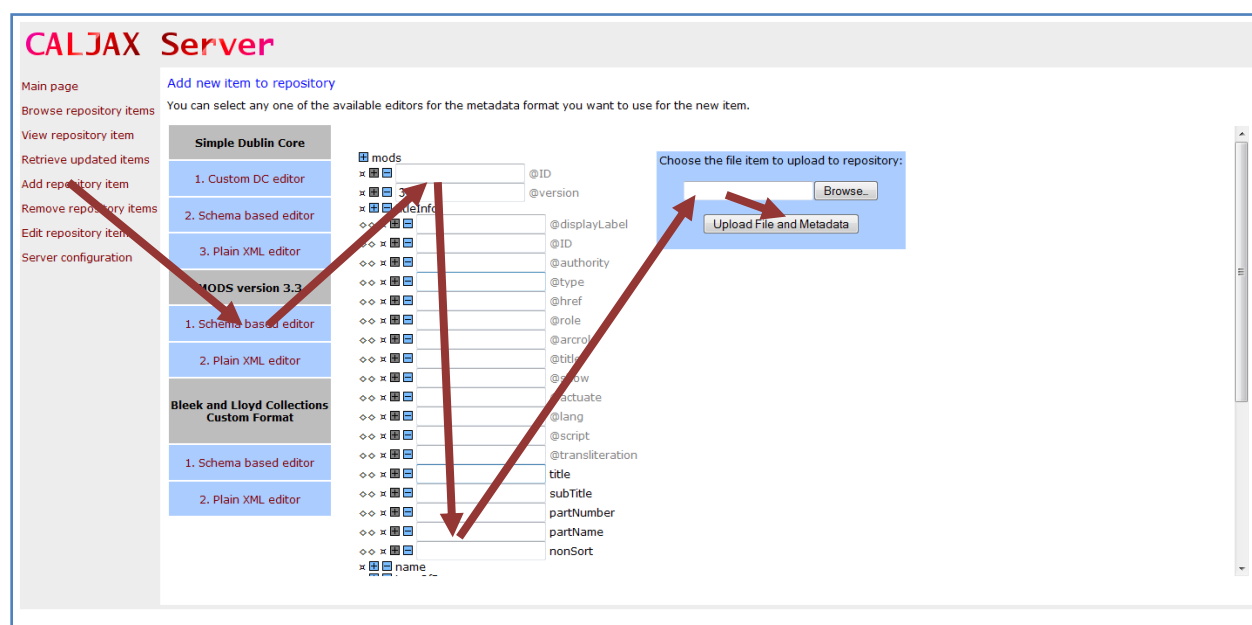 CALJAX Server
Main page
Browse repository items
View repository item
Retrieve updated items
Add repository item
Remove repository items
Edit repository items
Server configuration
Add new item to repository
You can select any one of the available editors for the metadata format you want to use for the new item.
Simple Dublin Core
1. Custom DC editor
2. Schema based editor
3. Plain XML editor
MODS version 3.3
1. Schema based editor
2. Plain XML editor
Bleek and Lloyd Collections
Custom Format
1. Schema based editor
2. Plain XML editor
mods
@ID
@version
titleInfo
@displayLabel
@ID
@authority
@type
@href
@role
@arcrole
@title
@show
@actuate
@lang
@script
@transliteration
title
subTitle
partNumber
partName
nonSort
name
Choose the file item to upload to repository:
Browse...
Upload File and Metadata